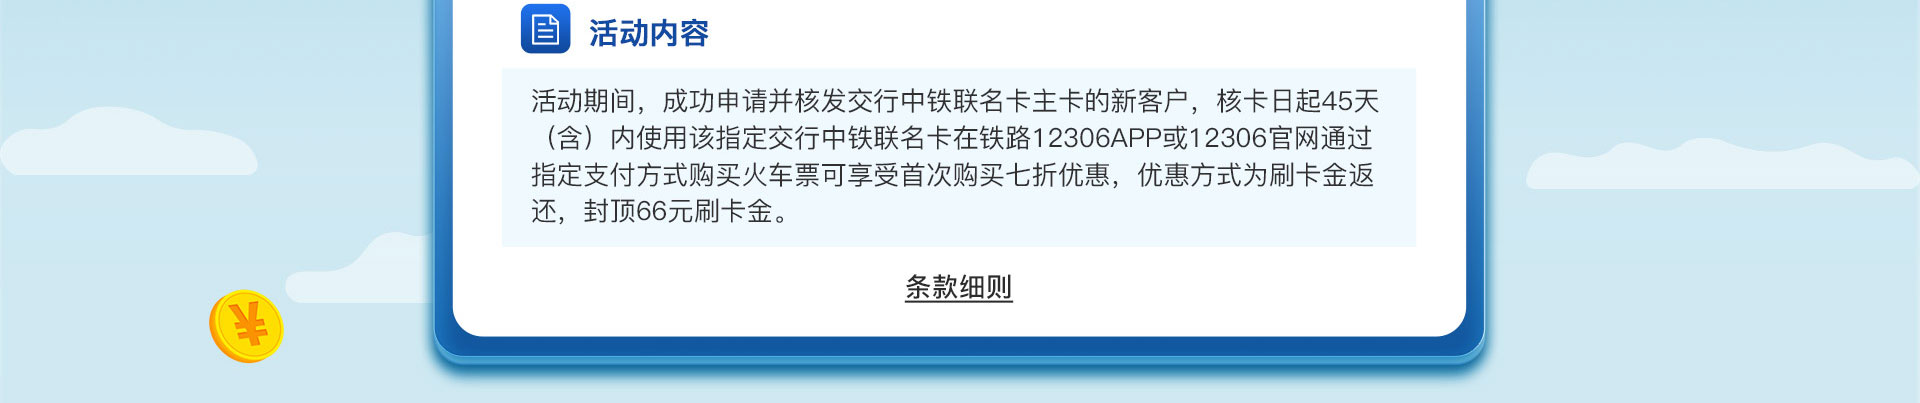 活动内容
活动期间，成功申请并核发交行中铁联名卡主卡的新客户，核卡日起45天
（含）内使用该指定交行中铁联名卡在铁路12306APP或12306官网通过
指定支付方式购买火车票可享受首次购买七折优惠，优惠方式为刷卡金返
还，封顶66元刷卡金。
条款细则
¥